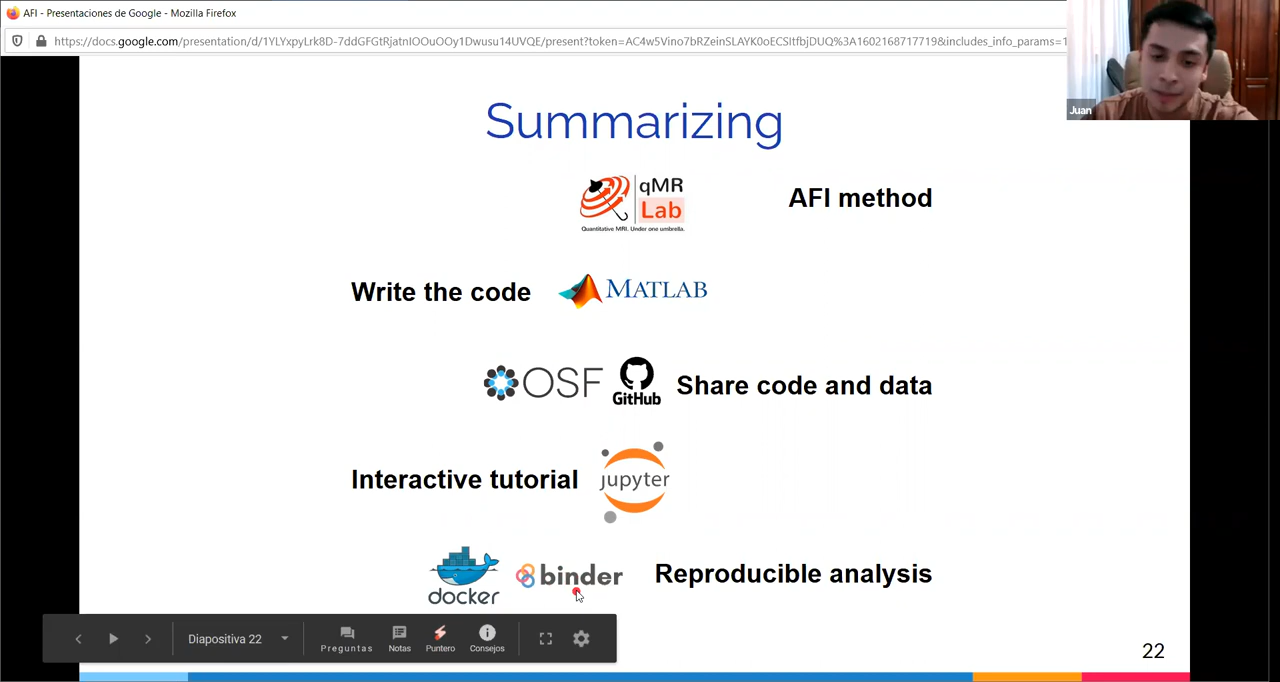 AFI - Presentaciones de Google - Mozilla Firefox
https://docs.google.com/presentation/d/1YLYxpyLrk8D-7ddGFGtRjatnIOOuOOy1Dwusu14UVQE/present?token=AC4w5Vino7bRZeinSLAYK0oECSItfbjDUQ%3A1602168717719&includes_info_params=1
Juan
Summarizing
qMR
Lab
Quantitative MRI. Under one umbrella.
AFI method
Write the code
MATLAB
OSF
GitHub
Share code and data
Interactive tutorial
jupyter
docker
binder
Reproducible analysis
Diapositiva 22
Preguntas
Notas
Puntero
Consejos
22